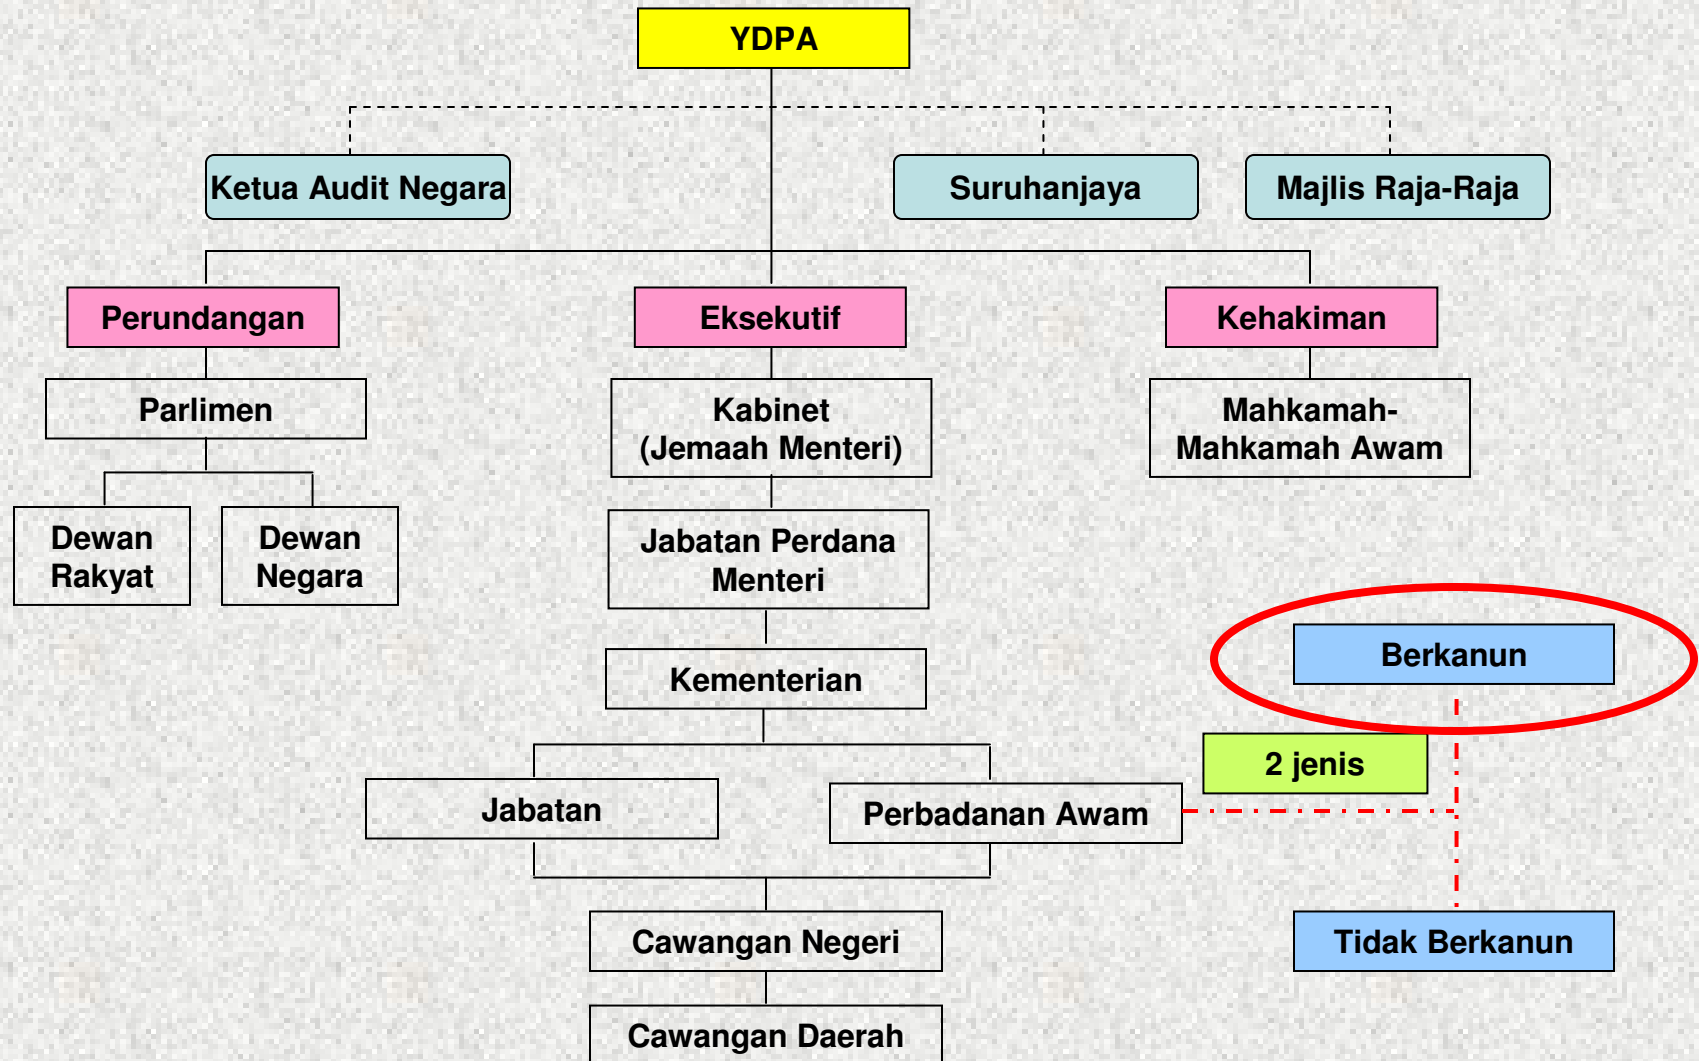 YDPA
Ketua Audit Negara
Suruhanjaya
Majlis Raja-Raja
Perundangan
Eksekutif
Kehakiman
Parlimen
Kabinet
(Jemaah Menteri)
Mahkamah-
Mahkamah Awam
Dewan
Rakyat
Dewan
Negara
Jabatan Perdana
Menteri
Kementerian
Berkanun
2 jenis
Jabatan
Perbadanan Awam
Cawangan Negeri
Tidak Berkanun
Cawangan Daerah